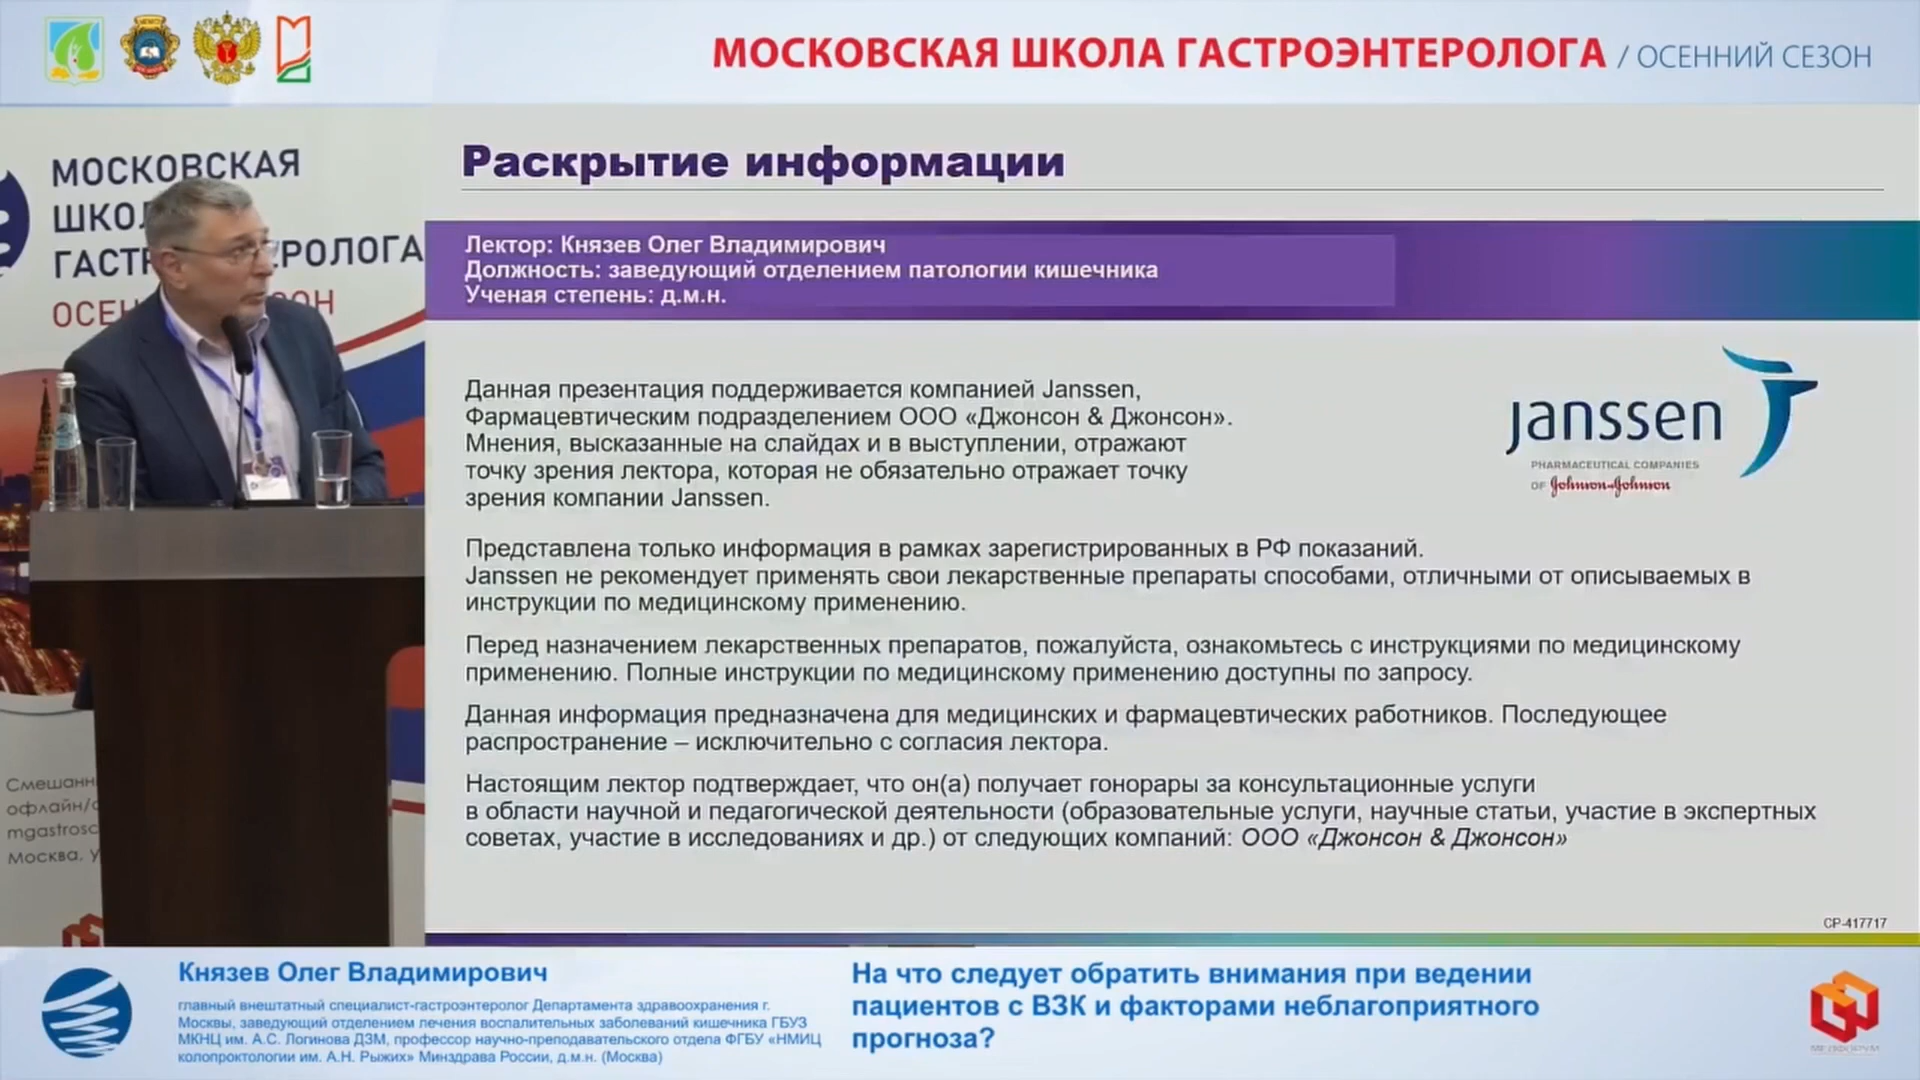 МОСКОВСКАЯ ШКОЛА ГАСТРОЭНТЕРОЛОГА / ОСЕННИЙ СЕЗОН
МОСКОВСКАЯ
Раскрытие информации
Лектор: Князев Олег Владимирович
Должность: заведующий отделением патологии кишечника
Ученая степень: д.м.н.
Данная презентация поддерживается компанией Janssen,
Фармацевтическим подразделением ООО «Джонсон & Джонсон».
Мнения, высказанные на слайдах и в выступлении, отражают
точку зрения лектора, которая не обязательно отражает точку
зрения компании Janssen.
janssen
PHARMACEUTICAL COMPANIES
OF Johnson & Johnson
Представлена только информация в рамках зарегистрированных в РФ показаний.
Janssen не рекомендует применять свои лекарственные препараты способами, отличными от описываемых в
инструкции по медицинскому применению.
Перед назначением лекарственных препаратов, пожалуйста, ознакомьтесь с инструкциями по медицинскому
применению. Полные инструкции по медицинскому применению доступны по запросу.
Данная информация предназначена для медицинских и фармацевтических работников. Последующее
распространение – исключительно с согласия лектора.
Настоящим лектор подтверждает, что он(а) получает гонорары за консультационные услуги
в области научной и педагогической деятельности (образовательные услуги, научные статьи, участие в экспертных
советах, участие в исследованиях и др.) от следующих компаний: ООО «Джонсон & Джонсон»
CP-417717
Князев Олег Владимирович
главный внештатный специалист-гастроэнтеролог Департамента здравоохранения г.
Москвы, заведующий отделением лечения воспалительных заболеваний кишечника ГБУЗ
МКНЦ им. А.С. Логинова ДЗМ, профессор научно-преподавательского отдела ФГБУ «НМИЦ
колопроктологии им. А.Н. Рыжих» Минздрава России, д.м.н. (Москва)
На что следует обратить внимания при ведении
пациентов с ВЗК и факторами неблагоприятного
прогноза?
МЕДФОРУМ